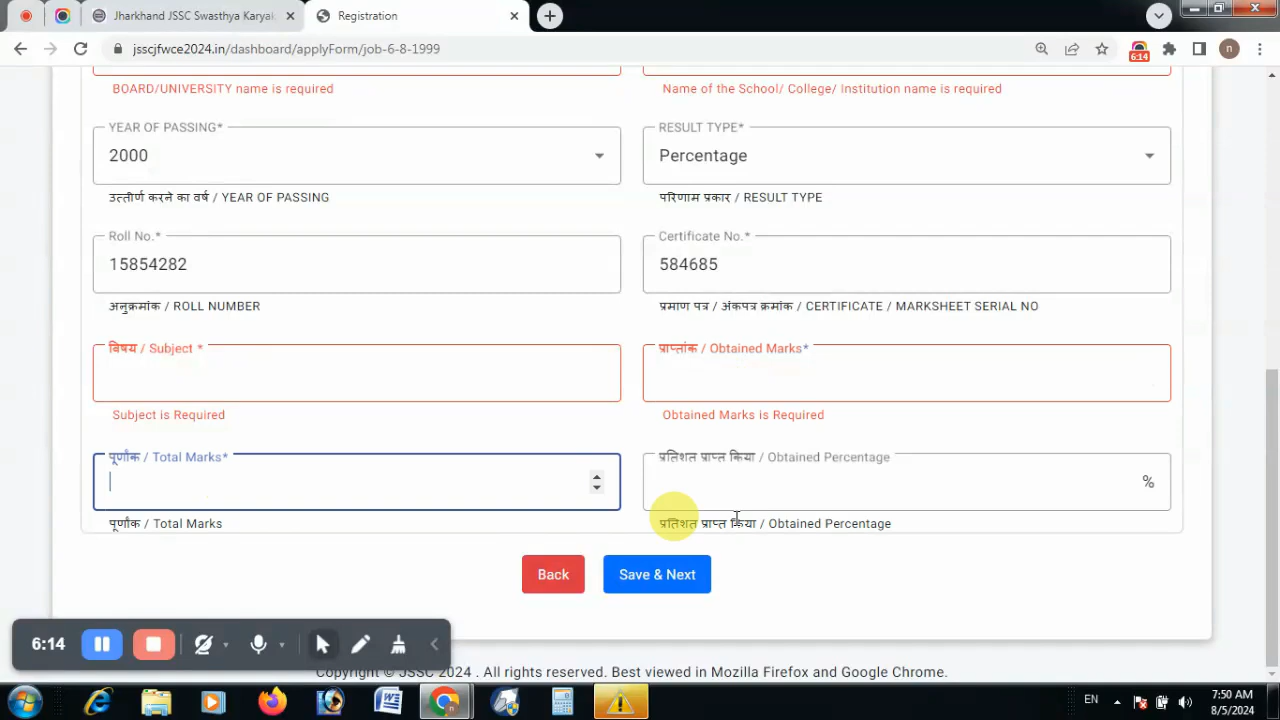 Jharkhand JSSC Swasthya Karyak
Registration
jsscjfwce2024.in/dashboard/applyForm/job-6-8-1999
6:14
n
BOARD/UNIVERSITY name is required
Name of the School/ College/ Institution name is required
YEAR OF PASSING*
RESULT TYPE*
2000
Percentage
उत्तीर्ण करने का वर्ष / YEAR OF PASSING
परिणाम प्रकार / RESULT TYPE
Roll No.*
Certificate No.*
15854282
584685
अनुक्रमांक / ROLL NUMBER
प्रमाण पत्र / अंकपत्र क्रमांक / CERTIFICATE / MARKSHEET SERIAL NO
विषय / Subject *
प्राप्तांक / Obtained Marks*
Subject is Required
Obtained Marks is Required
पूर्णांक / Total Marks*
प्रतिशत प्राप्त किया / Obtained Percentage
%
पूर्णांक / Total Marks
प्रतिशत प्राप्त किया / Obtained Percentage
Back
Save & Next
6:14
Copyright © JSSC 2024 . All rights reserved. Best viewed in Mozilla Firefox and Google Chrome.
EN
7:50 AM
8/5/2024